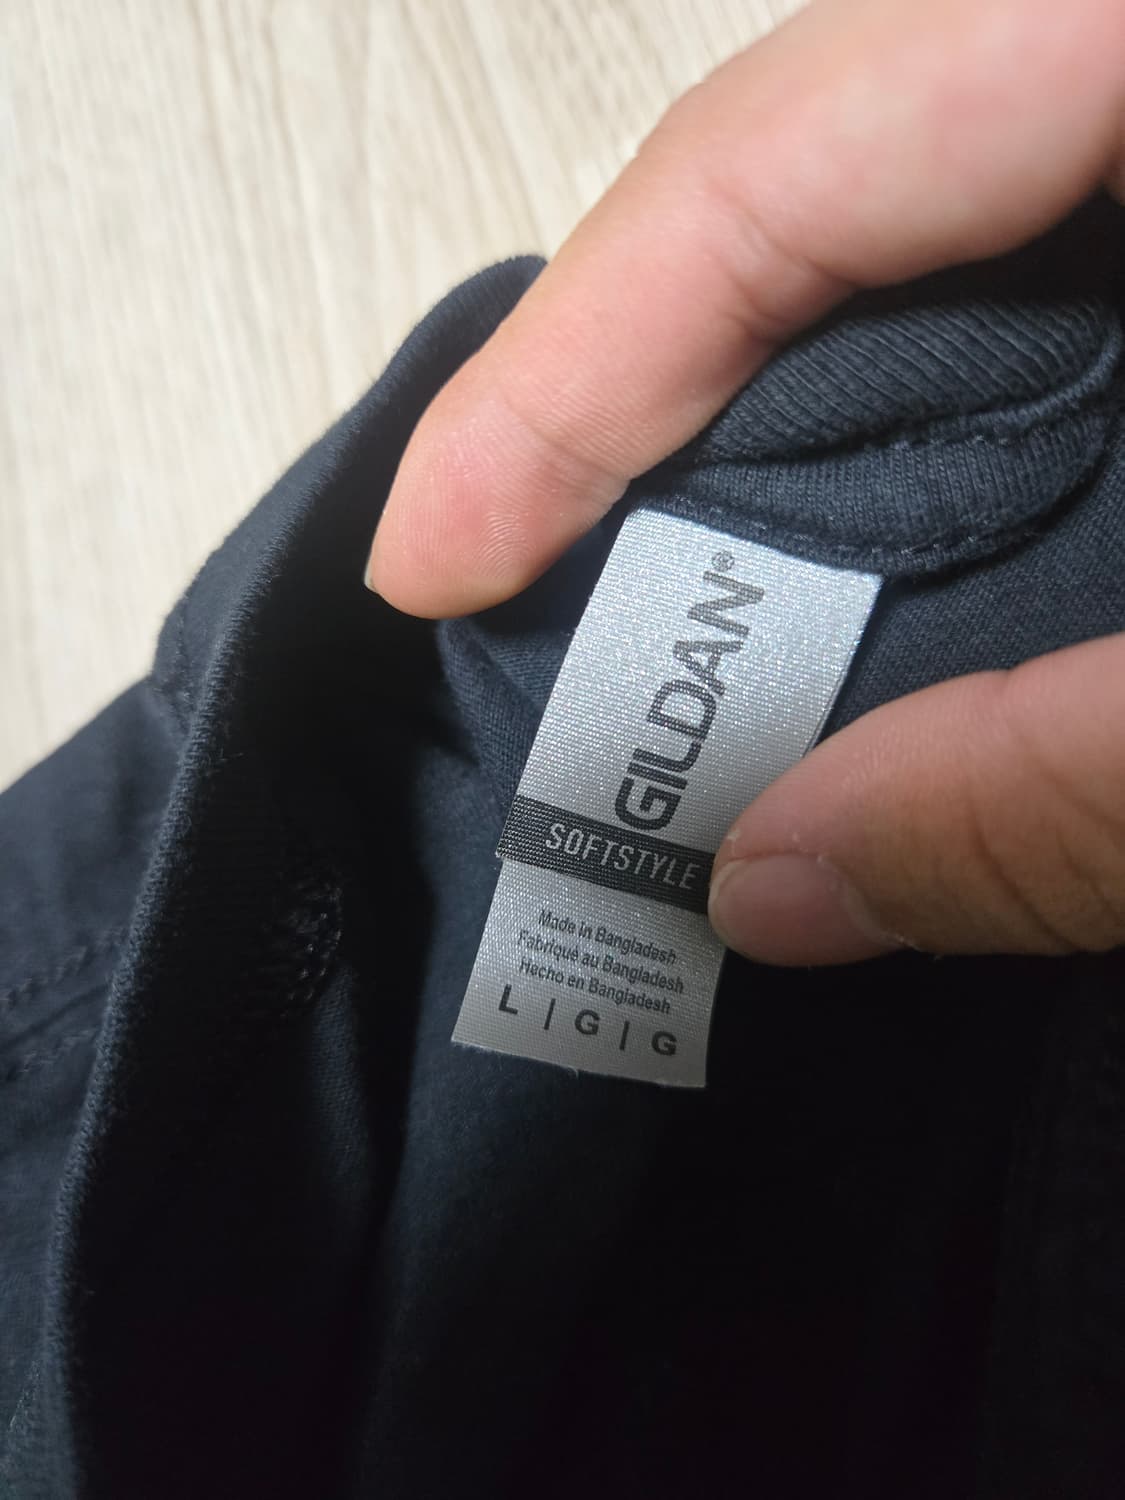 GILDAN®
SOFTSTYLE
Made in Bangladesh
Fabriqué au Bangladesh
Hecho en Bangladesh
L | G | G